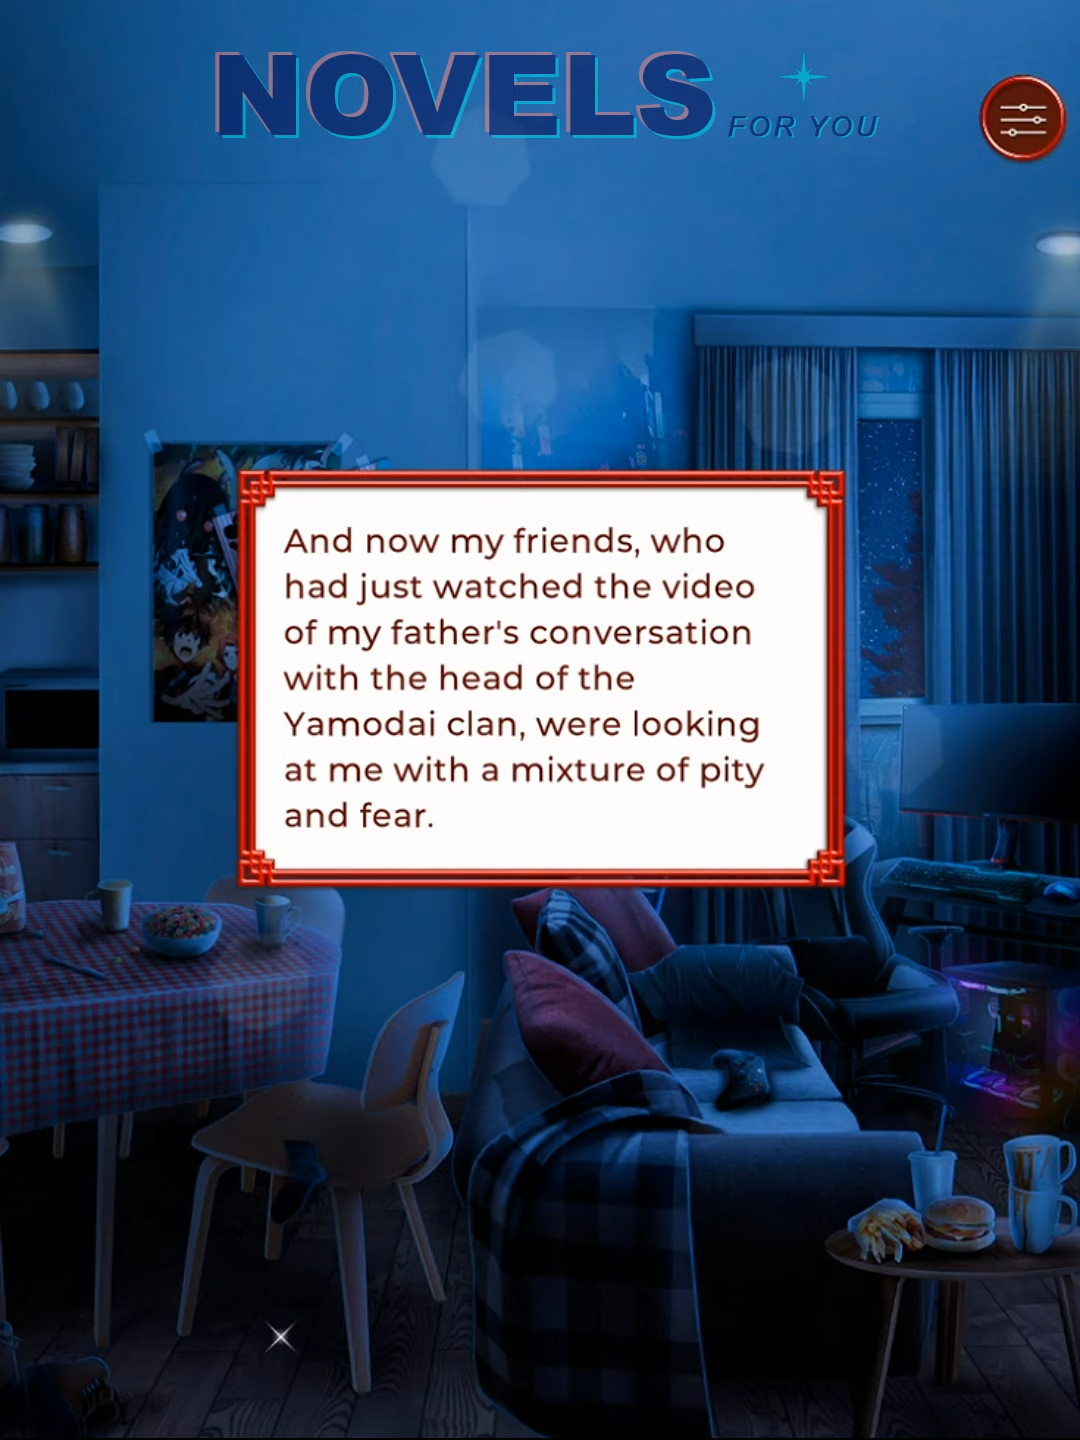 NOVELS
FOR YOU
And now my friends, who
had just watched the video
of my father's conversation
with the head of the
Yamodai clan, were looking
at me with a mixture of pity
and fear.